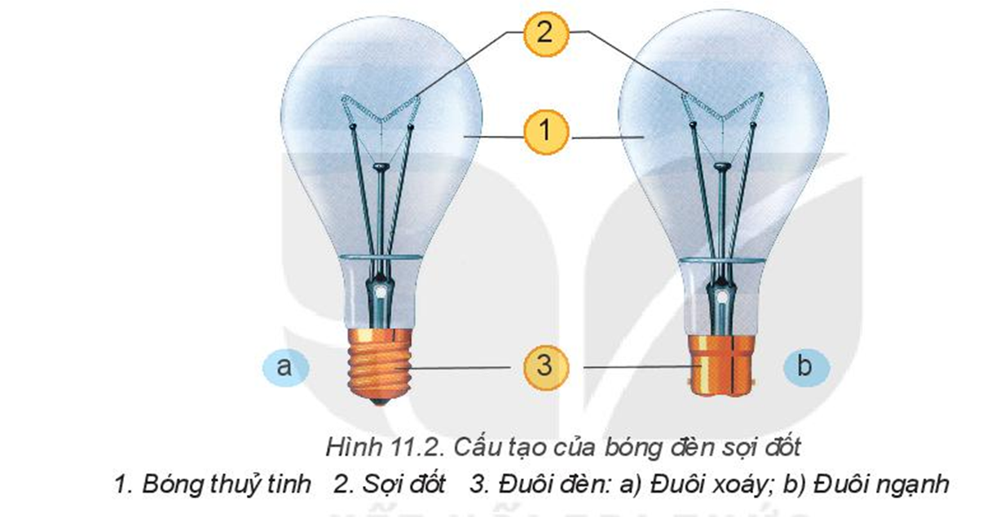 2
1
a
3
b
Hình 11.2. Cấu tạo của bóng đèn sợi đốt
1. Bóng thuỷ tinh 2. Sợi đốt 3. Đuôi đèn: a) Đuôi xoáy; b) Đuôi ngạnh